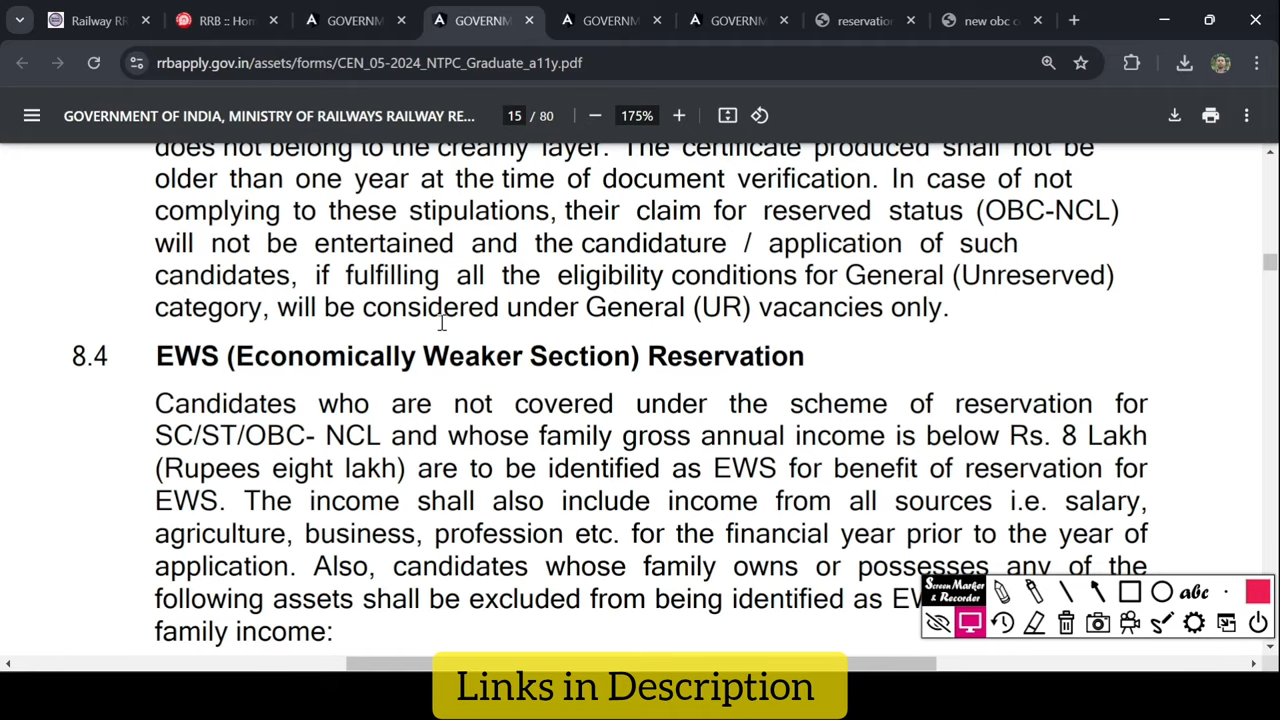 Railway RR
RRB :: Hom
GOVERNM
GOVERNM
GOVERNM
GOVERNM
reservation
new obc c
rrbapply.gov.in/assets/forms/CEN_05-2024_NTPC_Graduate_a11y.pdf
GOVERNMENT OF INDIA, MINISTRY OF RAILWAYS RAILWAY RE... 15 / 80 175%
does not belong to the creamy layer. The certificate produced shall not be
older than one year at the time of document verification. In case of not
complying to these stipulations, their claim for reserved status (OBC-NCL)
will not be entertained and the candidature / application of such
candidates, if fulfilling all the eligibility conditions for General (Unreserved)
category, will be considered under General (UR) vacancies only.
8.4 EWS (Economically Weaker Section) Reservation
Candidates who are not covered under the scheme of reservation for
SC/ST/OBC- NCL and whose family gross annual income is below Rs. 8 Lakh
(Rupees eight lakh) are to be identified as EWS for benefit of reservation for
EWS. The income shall also include income from all sources i.e. salary,
agriculture, business, profession etc. for the financial year prior to the year of
application. Also, candidates whose family owns or possesses any of the
following assets shall be excluded from being identified as EW
family income:
Screen Marker
& Recorder
abc
Links in Description